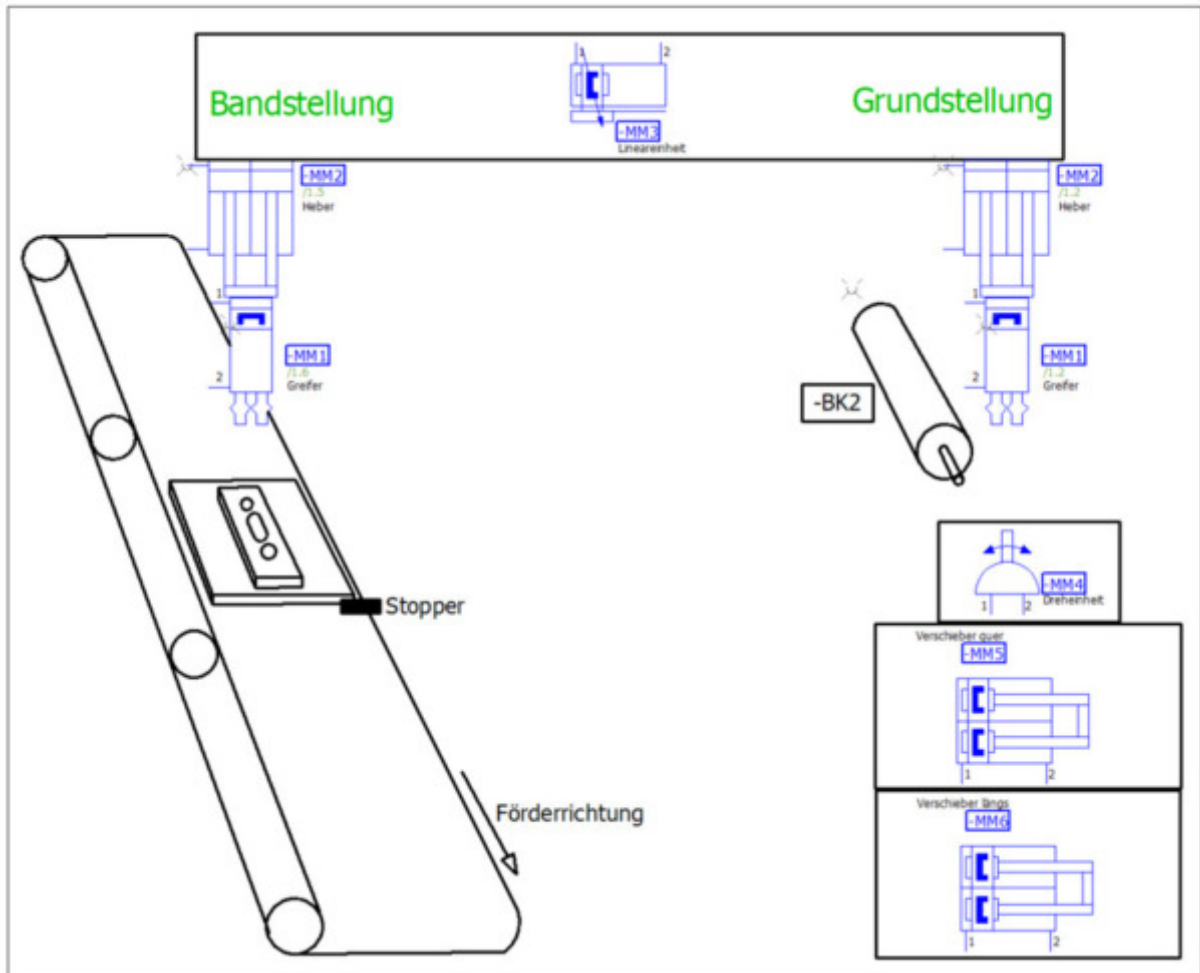 Bandstellung
1
2
-MM3
Lineareinheit
Grundstellung
-MM2
/1.5
Heber
-MM2
/1.2
Heber
1
2
-MM1
/1.6
Greifer
-BK2
1
2
-MM1
/1.2
Greifer
Stopper
-MM4
Dreheinheit
1
2
Verschieber quer
-MM5
1
2
Förderrichtung
Verschieber längs
-MM6
1
2